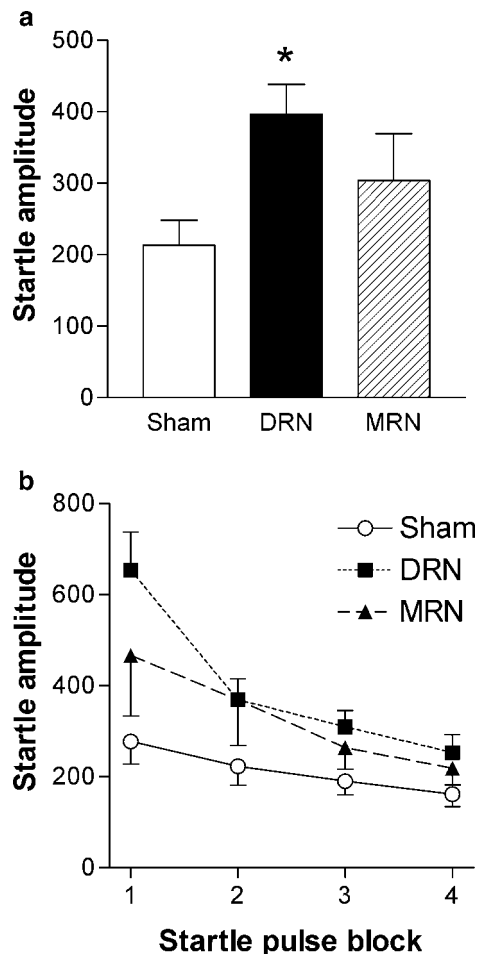 a
Startle amplitude
500
400
300
200
100
0
*
Sham DRN MRN
b
Startle amplitude
800
600
400
200
0
Sham
DRN
MRN
1 2 3 4
Startle pulse block